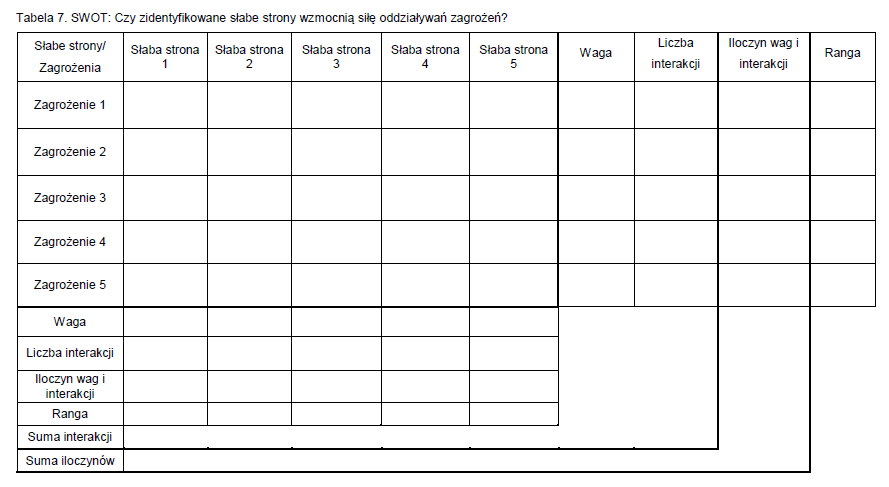 Tabela 7. SWOT: Czy zidentyfikowane słabe strony wzmocnią siłę oddziaływań zagrożeń?
Słabe strony/
Zagrożenia
Słaba strona
1
Słaba strona
2
Słaba strona
3
Słaba strona
4
Słaba strona
5
Waga
Liczba
interakcji
Iloczyn wag i
interakcji
Ranga
Zagrożenie 1
Zagrożenie 2
Zagrożenie 3
Zagrożenie 4
Zagrożenie 5
Waga
Liczba interakcji
Iloczyn wag i
interakcji
Ranga
Suma interakcji
Suma iloczynów